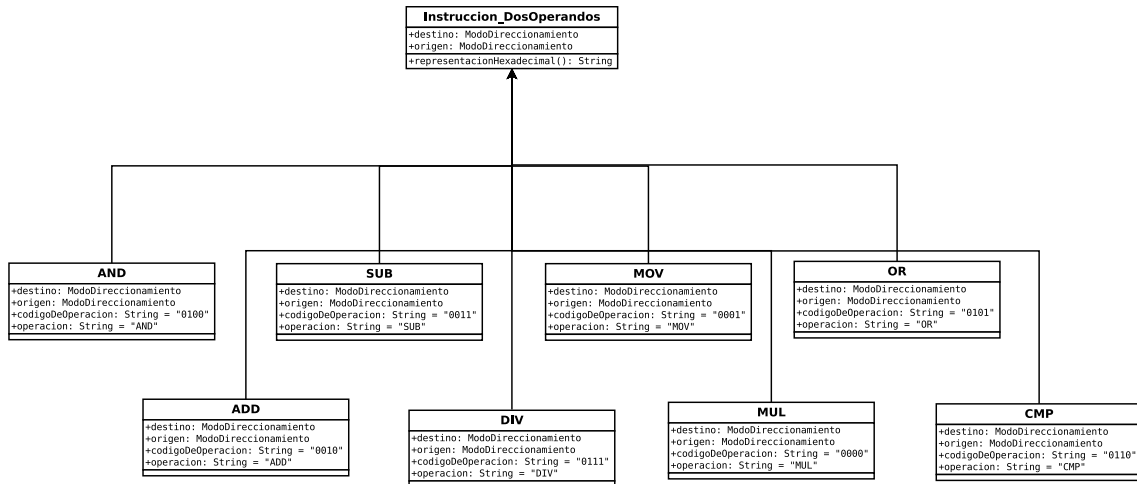 Instruccion_DosOperandos
+destino: ModoDireccionamiento
+origen: ModoDireccionamiento
+representacionHexadecimal(): String
AND
+destino: ModoDireccionamiento
+origen: ModoDireccionamiento
+codigoDeOperacion: String = "0100"
+operacion: String = "AND"
SUB
+destino: ModoDireccionamiento
+origen: ModoDireccionamiento
+codigoDeOperacion: String = "0011"
+operacion: String = "SUB"
MOV
+destino: ModoDireccionamiento
+origen: ModoDireccionamiento
+codigoDeOperacion: String = "0001"
+operacion: String = "MOV"
OR
+destino: ModoDireccionamiento
+origen: ModoDireccionamiento
+codigoDeOperacion: String = "0101"
+operacion: String = "OR"
ADD
+destino: ModoDireccionamiento
+origen: ModoDireccionamiento
+codigoDeOperacion: String = "0010"
+operacion: String = "ADD"
DIV
+destino: ModoDireccionamiento
+origen: ModoDireccionamiento
+codigoDeOperacion: String = "0111"
+operacion: String = "DIV"
MUL
+destino: ModoDireccionamiento
+origen: ModoDireccionamiento
+codigoDeOperacion: String = "0000"
+operacion: String = "MUL"
CMP
+destino: ModoDireccionamiento
+origen: ModoDireccionamiento
+codigoDeOperacion: String = "0110"
+operacion: String = "CMP"